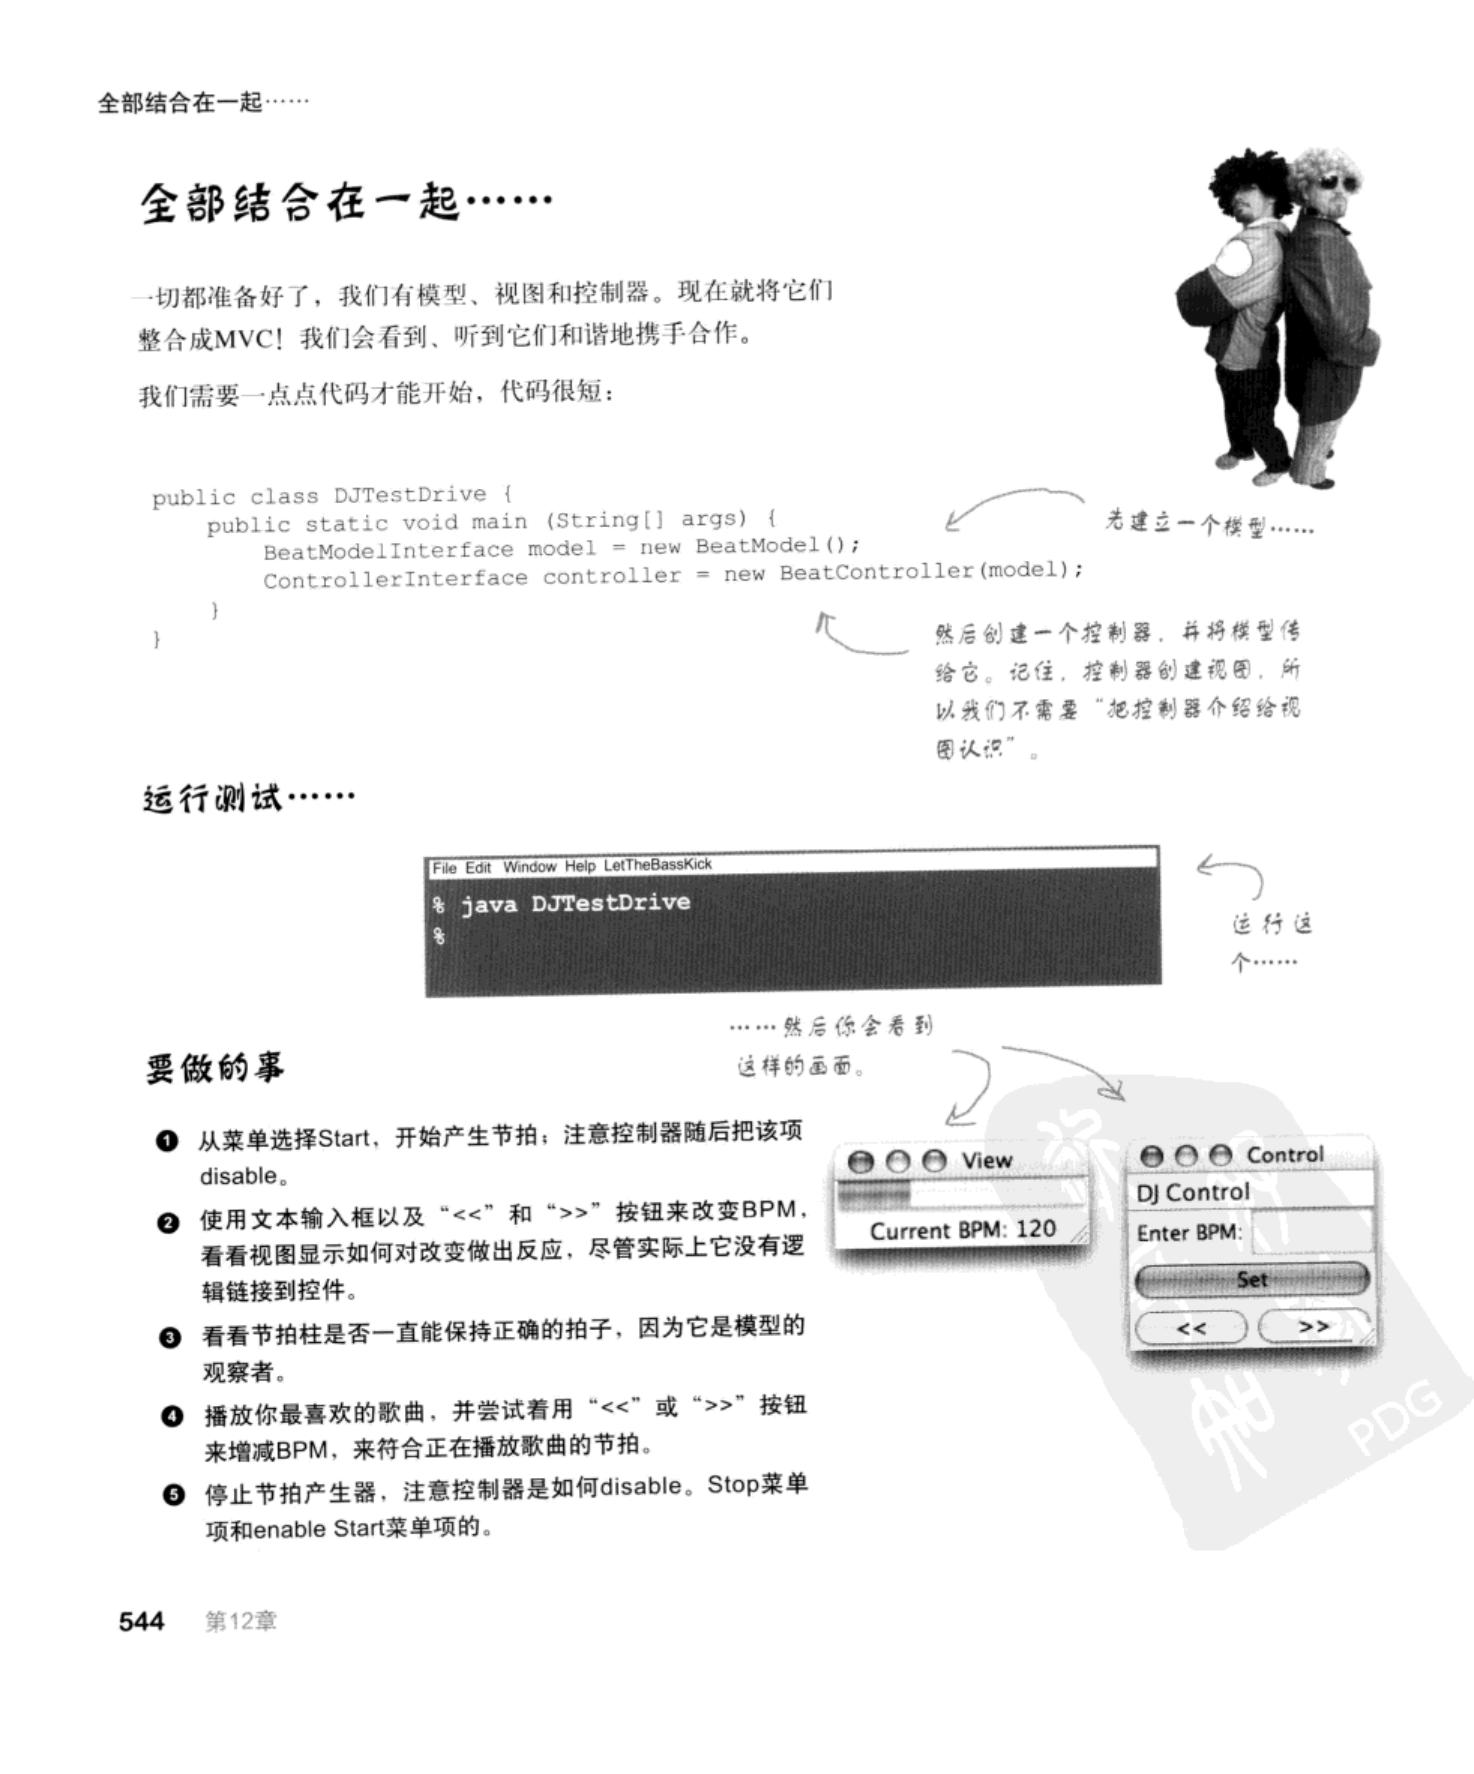 全部结合在一起……
全部结合在一起……
一切都准备好了，我们有模型、视图和控制器。现在就将它们
整合成MVC！我们会看到、听到它们和谐地携手合作。
我们需要一点点代码才能开始，代码很短：
public class DJTestDrive {
public static void main (String[] args) {
BeatModelInterface model = new BeatModel();
ControllerInterface controller = new BeatController(model);
}
}
先建立一个模型……
然后创建一个控制器，并将模型传
给它。记住，控制器创建视图，所
以我们不需要“把控制器介绍给视
图认识”。
运行测试……
File Edit Window Help LetTheBassKick
% java DJTestDrive
%
运行这
个……
……然后你会看到
这样的画面。
要做的事
❶ 从菜单选择Start，开始产生节拍；注意控制器随后把该项
disable。
❷ 使用文本输入框以及“<<”和“>>”按钮来改变BPM，
看看视图显示如何对改变做出反应，尽管实际上它没有逻
辑链接到控件。
❸ 看看节拍柱是否一直能保持正确的拍子，因为它是模型的
观察者。
❹ 播放你最喜欢的歌曲，并尝试着用“<<”或“>>”按钮
来增减BPM，来符合正在播放歌曲的节拍。
❺ 停止节拍产生器，注意控制器是如何disable。Stop菜单
项和enable Start菜单项的。
View
Current BPM: 120
Control
DJ Control
Enter BPM:
Set
<< >>
PDG
544 第12章